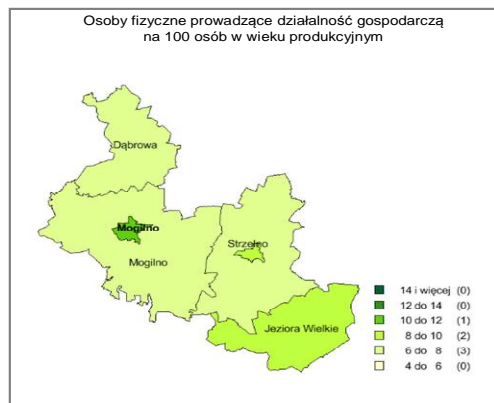 Osoby fizyczne prowadzące działalność gospodarczą
na 100 osób w wieku produkcyjnym
Dąbrowa
Mogilno
Mogilno
Strzelno
Jeziora Wielkie
14 i więcej (0)
12 do 14 (0)
10 do 12 (1)
8 do 10 (2)
6 do 8 (3)
4 do 6 (0)